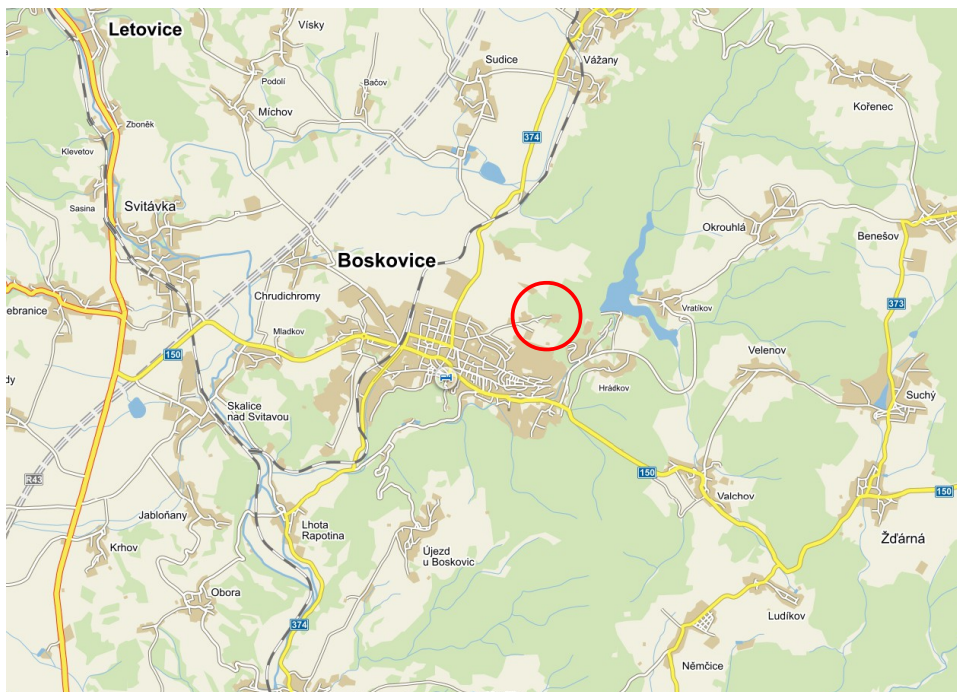 Letovice
Vísky
Sudice
Vážany
Podolí
Bačov
Míchov
Kořenec
Zboněk
374
Klevetov
Sasina
Svitávka
Okrouhlá
Benešov
Boskovice
Chrudichromy
373
Vratíkov
ebranice
Mladkov
150
Velenov
dy
Hrádkov
Suchý
Skalice
nad Svitavou
150
R43
Valchov
150
Jabloňany
Lhota
Rapotina
Žďárná
Krhov
Újezd
u Boskovic
Obora
Ludíkov
374
Němčice